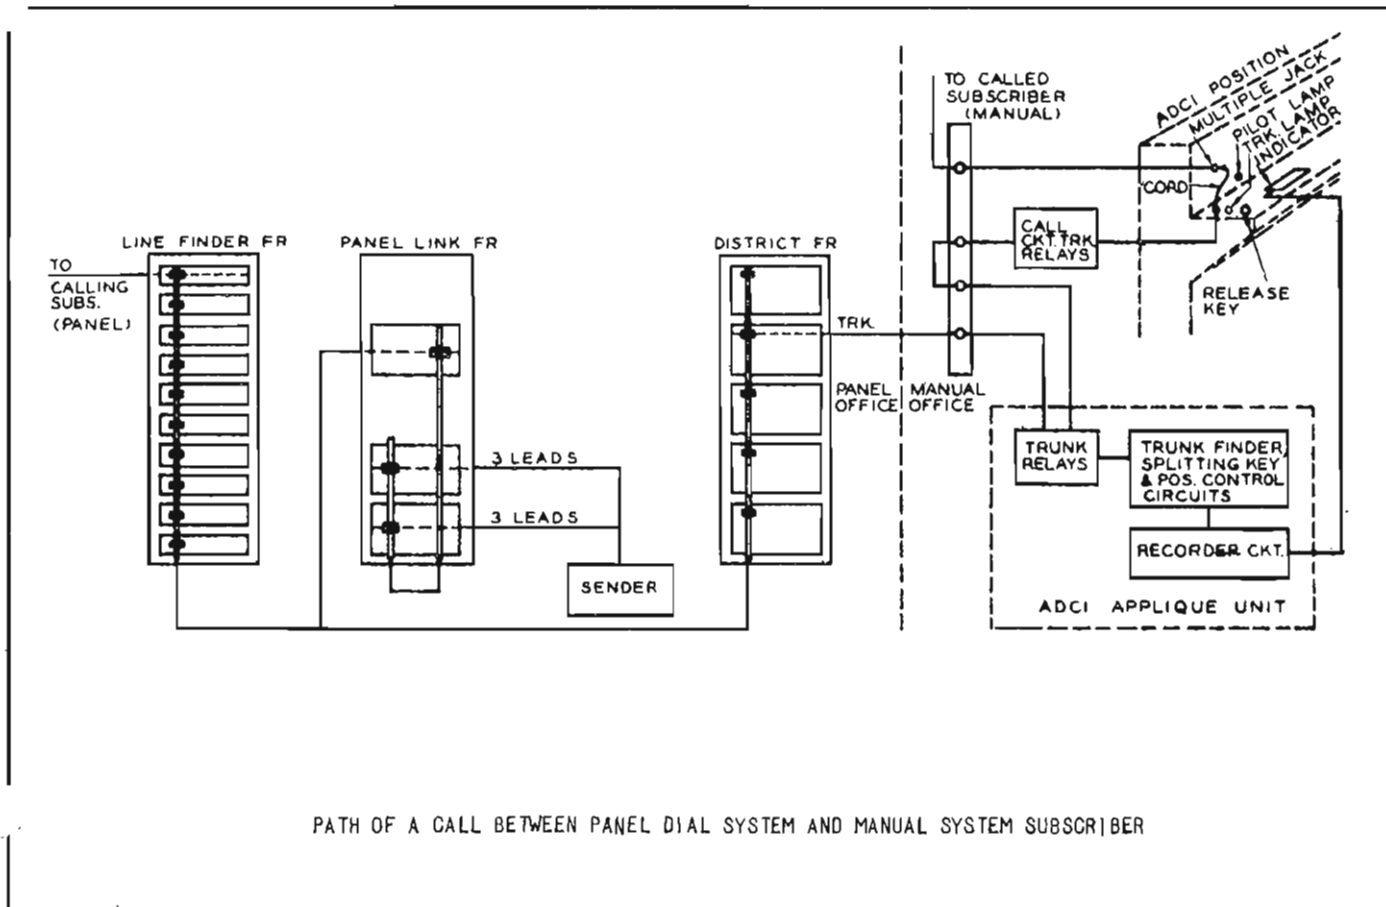 LINE FINDER FR
PANEL LINK FR
DISTRICT FR
TO
CALLING
SUBS.
(PANEL)
3 LEADS
3 LEADS
SENDER
TRK.
PANEL
OFFICE
MANUAL
OFFICE
TO CALLED
SUBSCRIBER
(MANUAL)
CALL
CKT. TRK.
RELAYS
ADCI POSITION
MULTIPLE JACK
PILOT LAMP
TRK. LAMP
INDICATOR
CORD
RELEASE
KEY
TRUNK
RELAYS
TRUNK FINDER,
SPLITTING KEY
& POS. CONTROL
CIRCUITS
RECORDER CKT.
ADCI APPLIQUE UNIT
PATH OF A CALL BETWEEN PANEL DIAL SYSTEM AND MANUAL SYSTEM SUBSCRIBER